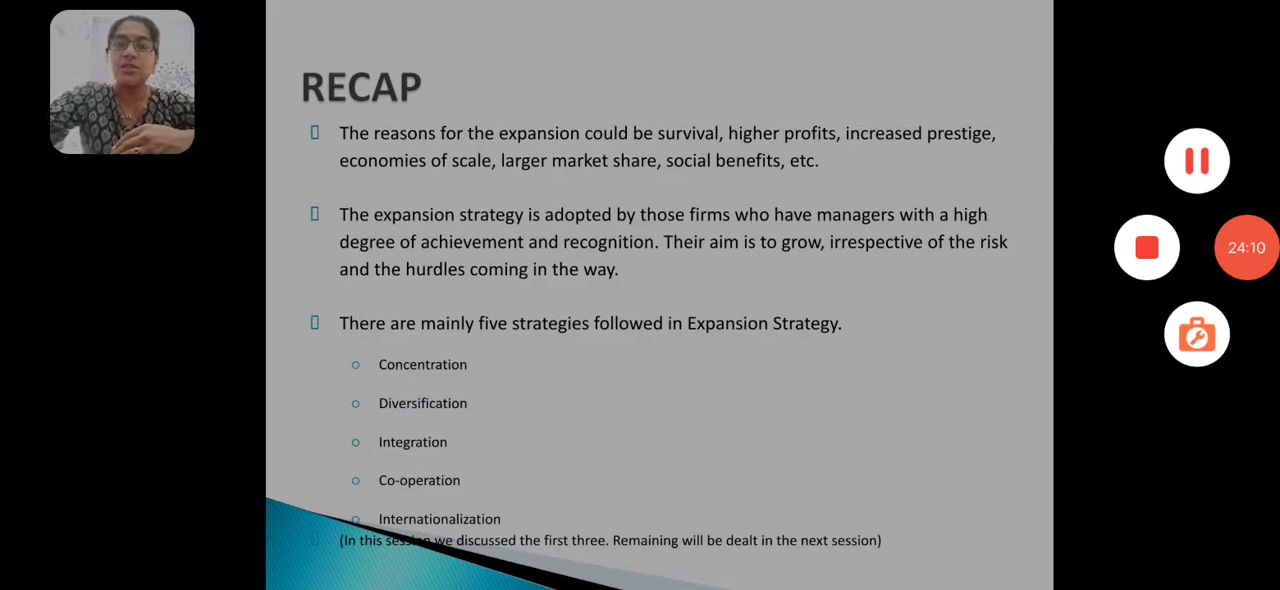 RECAP
The reasons for the expansion could be survival, higher profits, increased prestige,
economies of scale, larger market share, social benefits, etc.
The expansion strategy is adopted by those firms who have managers with a high
degree of achievement and recognition. Their aim is to grow, irrespective of the risk
and the hurdles coming in the way.
There are mainly five strategies followed in Expansion Strategy.
Concentration
Diversification
Integration
Co-operation
Internationalization
(In this session we discussed the first three. Remaining will be dealt in the next session)
24:10